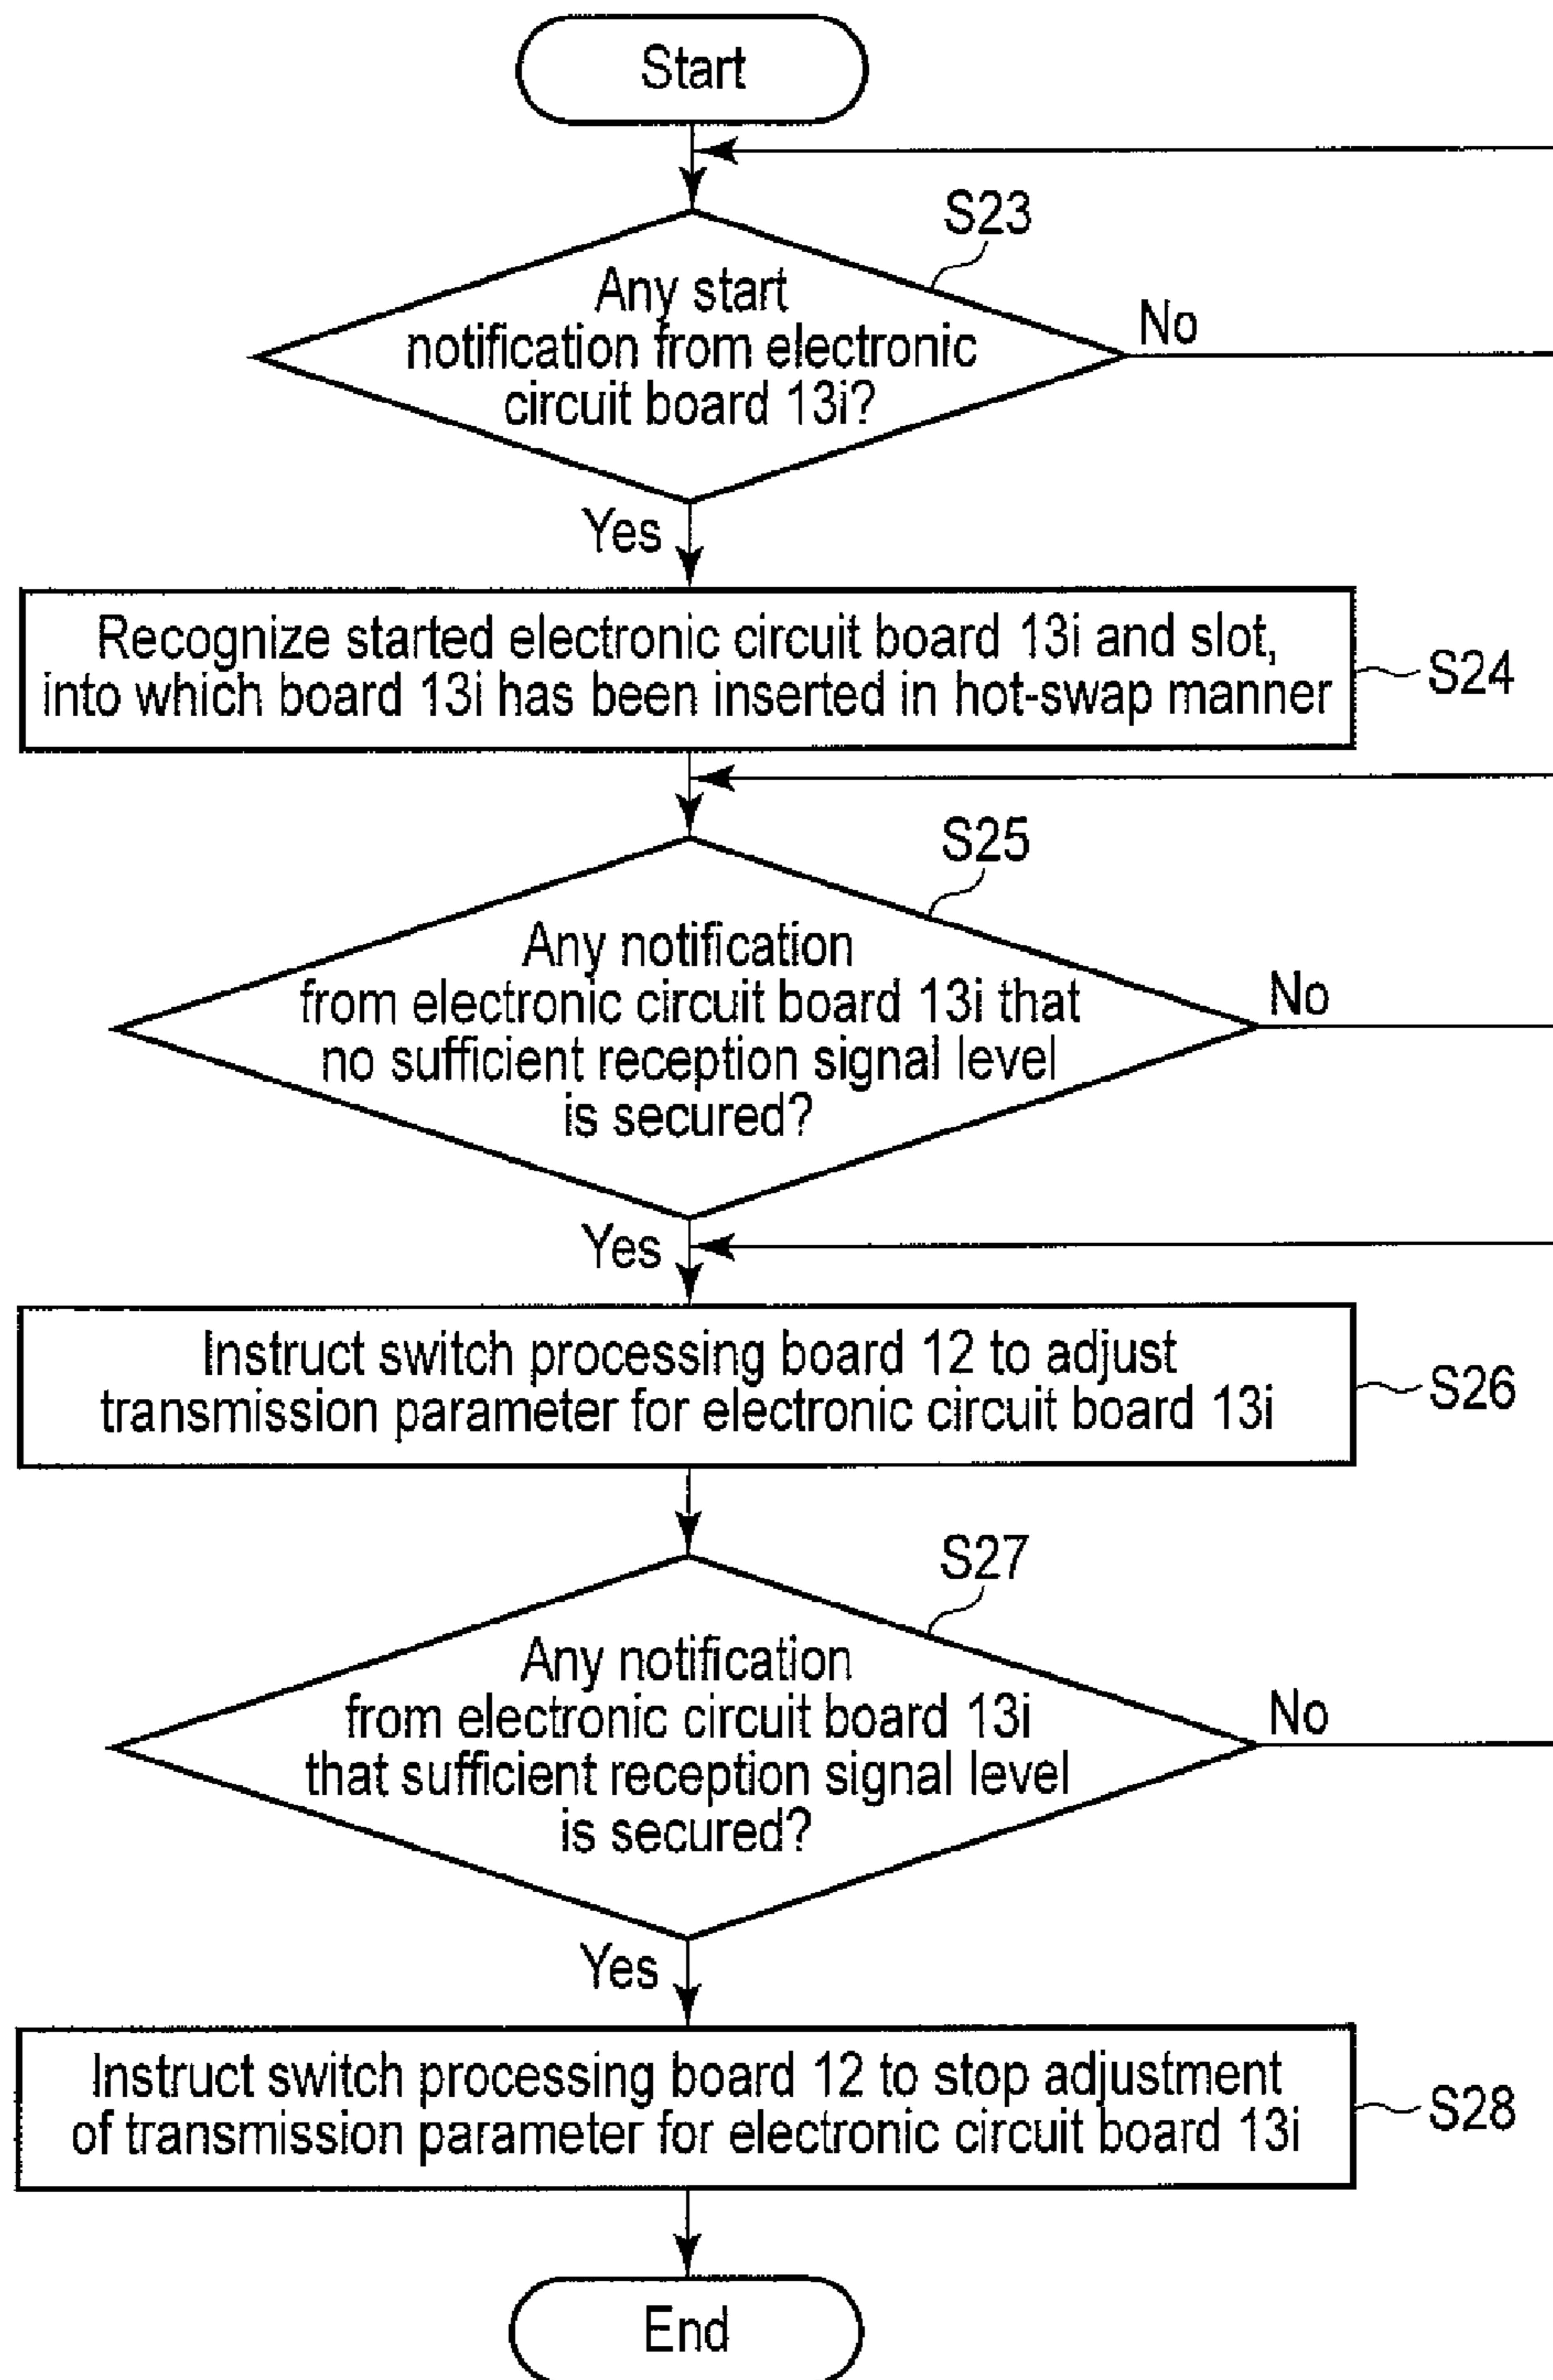 Start
S23
Any start
notification from electronic
circuit board 13i?
No
Yes
Recognize started electronic circuit board 13i and slot,
into which board 13i has been inserted in hot-swap manner
S24
S25
Any notification
from electronic circuit board 13i that
no sufficient reception signal level
is secured?
No
Yes
Instruct switch processing board 12 to adjust
transmission parameter for electronic circuit board 13i
S26
S27
Any notification
from electronic circuit board 13i
that sufficient reception signal level
is secured?
No
Yes
Instruct switch processing board 12 to stop adjustment
of transmission parameter for electronic circuit board 13i
S28
End